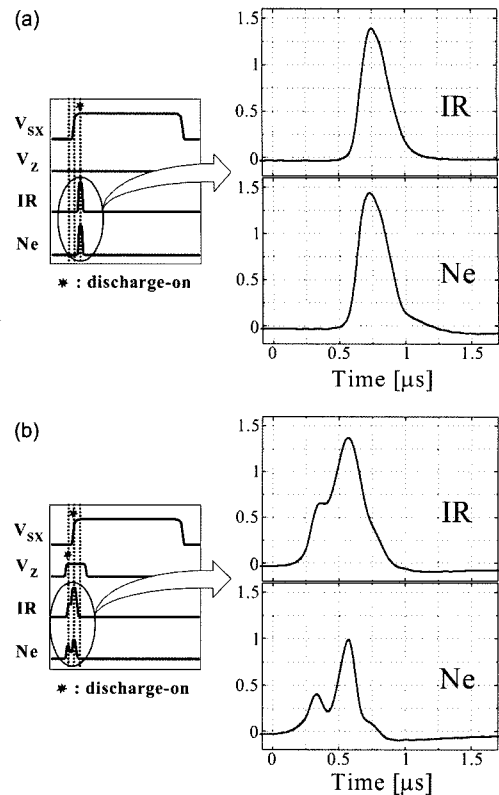 (a)
V_SX
V_Z
IR
Ne
* : discharge-on
1.5
1
0.5
0
IR
1.5
1
0.5
0
Ne
0 0.5 1 1.5
Time [μs]
(b)
V_SX
V_Z
IR
Ne
* : discharge-on
1.5
1
0.5
0
IR
1.5
1
0.5
0
Ne
0 0.5 1 1.5
Time [μs]